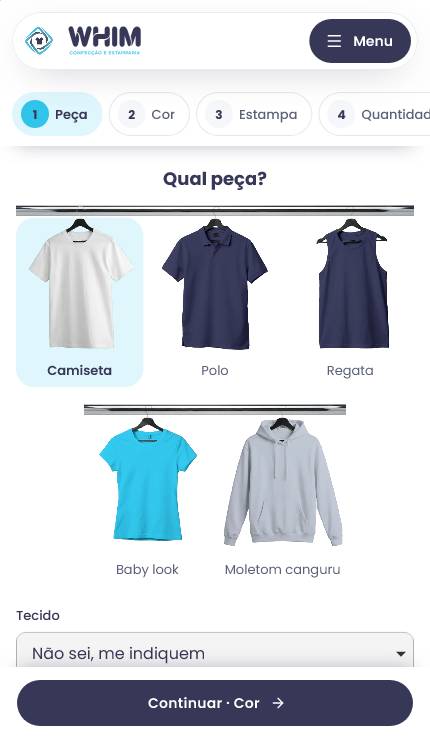 WHIM
CONFECÇÃO E ESTAMPARIA
Menu
1 Peça
2 Cor
3 Estampa
4 Quantidad
Qual peça?
Camiseta
Polo
Regata
Baby look
Moletom canguru
Tecido
Não sei, me indiquem
Continuar · Cor →